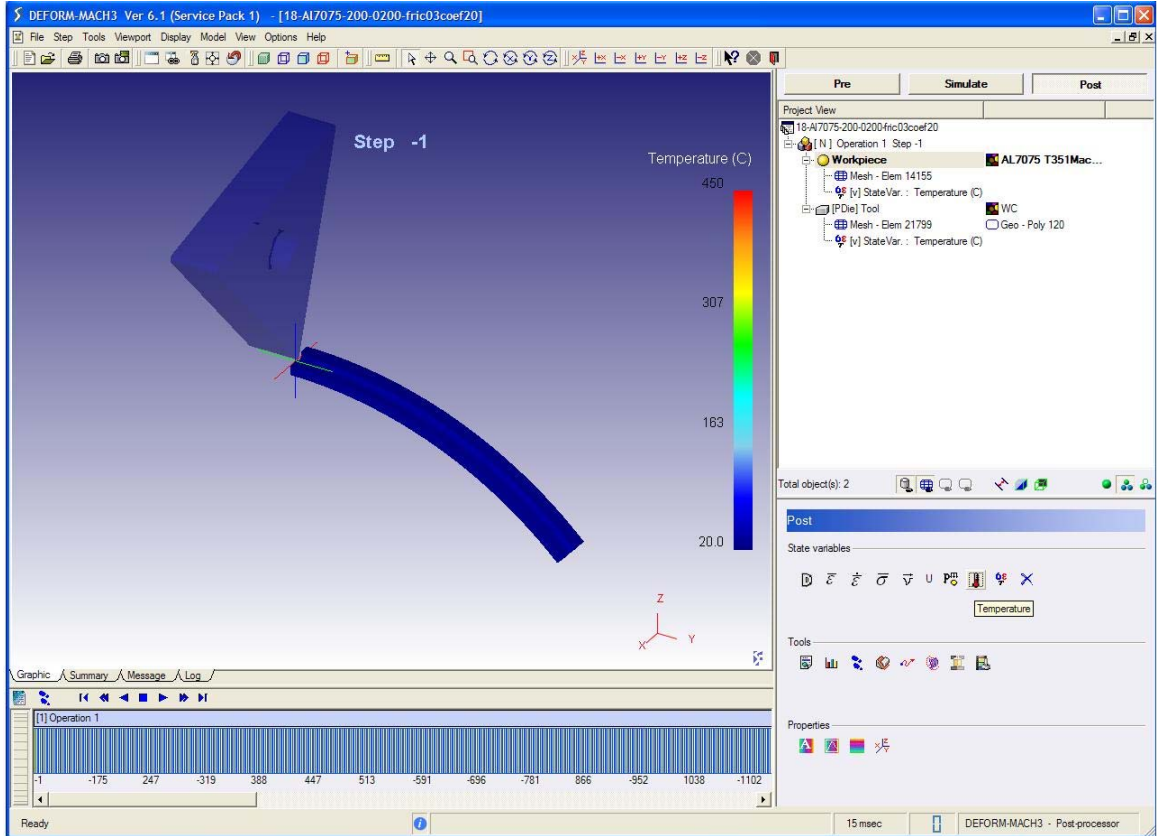 DEFORM-MACH3 Ver 6.1 (Service Pack 1) - [18-Al7075-200-0200-fric03coef20]
File Step Tools Viewport Display Model View Options Help
Pre Simulate Post
Project View
18-Al7075-200-0200-fric03coef20
[ N ] Operation 1 Step -1
Workpiece AL7075 T351Mac...
Mesh - Elem 14155
[v] StateVar. : Temperature (C)
[PDie] Tool WC
Mesh - Elem 21799 Geo - Poly 120
[v] StateVar. : Temperature (C)
Step -1
Temperature (C)
450
307
163
20.0
Z
X Y
Total object(s): 2
Post
State variables
Temperature
Tools
Properties
Graphic Summary Message Log
[1] Operation 1
-1 -175 247 -319 388 447 513 -591 -696 -781 866 -952 1038 -1102
Ready 15 msec DEFORM-MACH3 - Post-processor